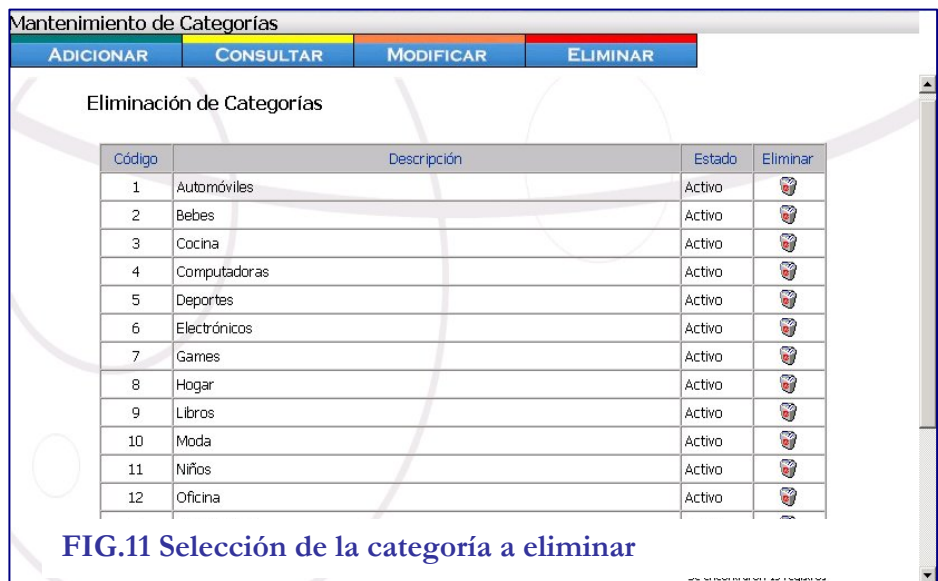 Mantenimiento de Categorías
ADICIONAR CONSULTAR MODIFICAR ELIMINAR
Eliminación de Categorías
Código Descripción Estado Eliminar
1 Automóviles Activo
2 Bebes Activo
3 Cocina Activo
4 Computadoras Activo
5 Deportes Activo
6 Electrónicos Activo
7 Games Activo
8 Hogar Activo
9 Libros Activo
10 Moda Activo
11 Niños Activo
12 Oficina Activo
FIG.11 Selección de la categoría a eliminar